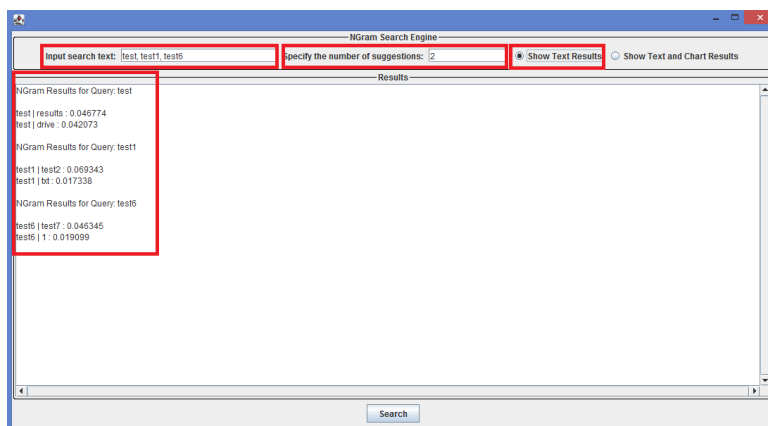 NGram Search Engine
Input search text: test, test1, test6 Specify the number of suggestions: 2 Show Text Results Show Text and Chart Results
Results
NGram Results for Query: test
test | results : 0.046774
test | drive : 0.042073
NGram Results for Query: test1
test1 | test2 : 0.069343
test1 | txt : 0.017338
NGram Results for Query: test6
test6 | test7 : 0.046345
test6 | 1 : 0.019099
Search